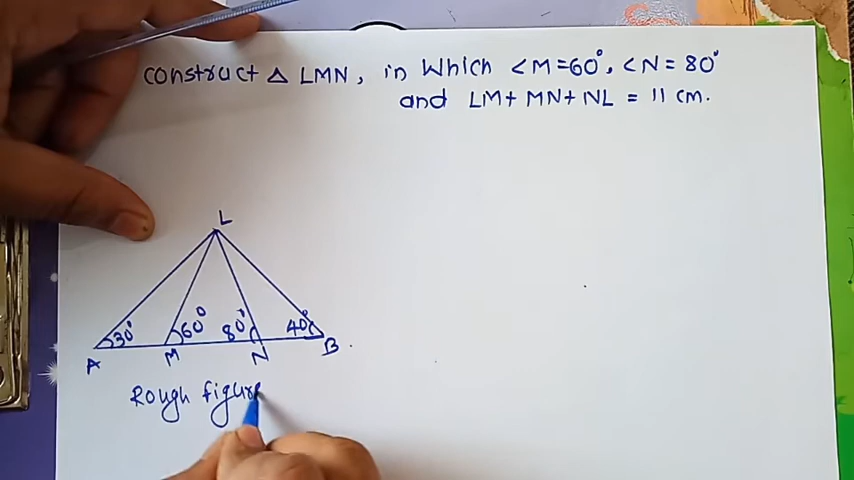 construct △ LMN, in Which ∠M=60°, ∠N=80°
and LM+ MN+ NL = 11 cm.
L
30° 60° 80° 40°
A M N B
Rough figure